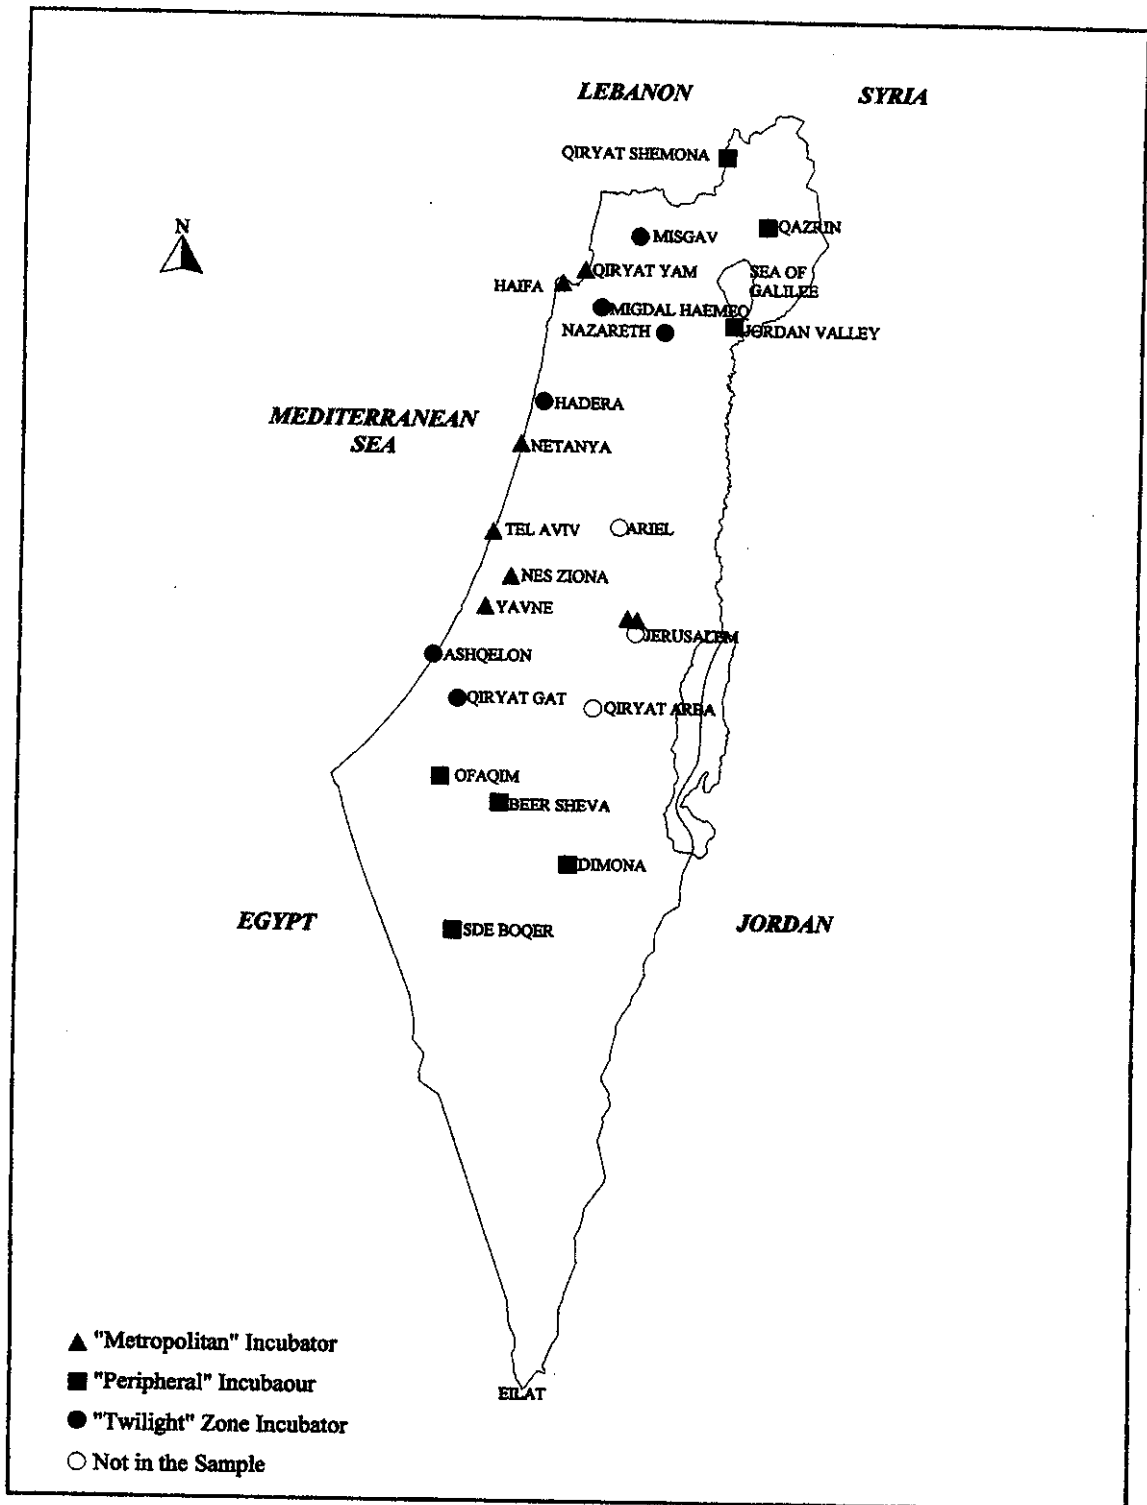 LEBANON
SYRIA
QIRYAT SHEMONA
N
QAZRIN
MISGAV
QIRYAT YAM
SEA OF
GALILEE
HAIFA
MIGDAL HAEMEQ
NAZARETH
JORDAN VALLEY
HADERA
MEDITERRANEAN
SEA
NETANYA
TEL AVIV
ARIEL
NES ZIONA
YAVNE
JERUSALEM
ASHQELON
QIRYAT GAT
QIRYAT ARBA
OFAQIM
BEER SHEVA
DIMONA
EGYPT
JORDAN
SDE BOQER
"Metropolitan" Incubator
"Peripheral" Incubaour
EILAT
"Twilight" Zone Incubator
Not in the Sample